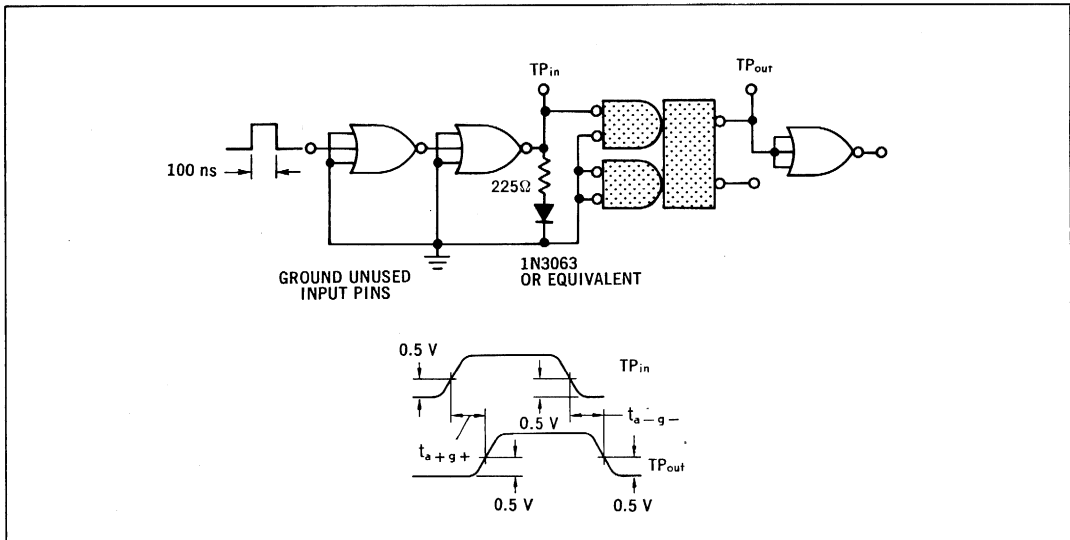 TPin
TPout
100 ns
225Ω
1N3063
OR EQUIVALENT
GROUND UNUSED
INPUT PINS
0.5 V
TPin
0.5 V
ta-g-
ta+g+
TPout
0.5 V
0.5 V